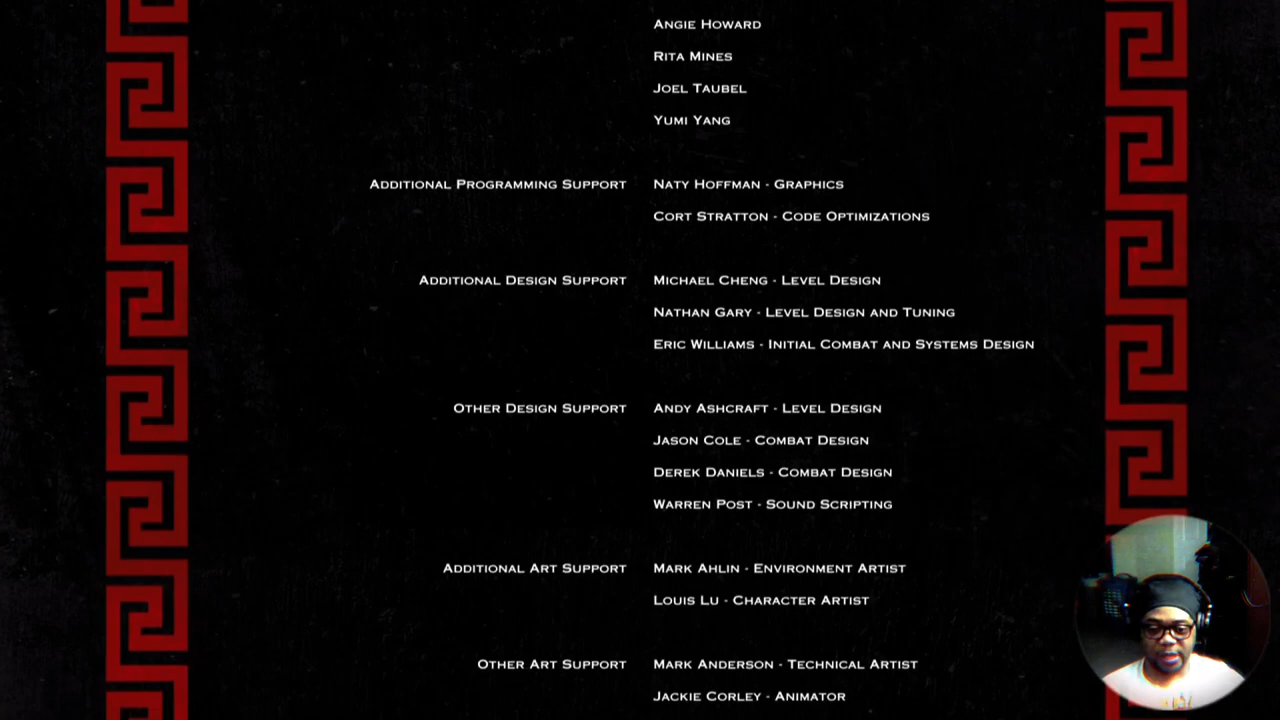 Angie Howard
Rita Mines
Joel Taubel
Yumi Yang
Additional Programming Support Naty Hoffman - Graphics
Cort Stratton - Code Optimizations
Additional Design Support Michael Cheng - Level Design
Nathan Gary - Level Design and Tuning
Eric Williams - Initial Combat and Systems Design
Other Design Support Andy Ashcraft - Level Design
Jason Cole - Combat Design
Derek Daniels - Combat Design
Warren Post - Sound Scripting
Additional Art Support Mark Ahlin - Environment Artist
Louis Lu - Character Artist
Other Art Support Mark Anderson - Technical Artist
Jackie Corley - Animator